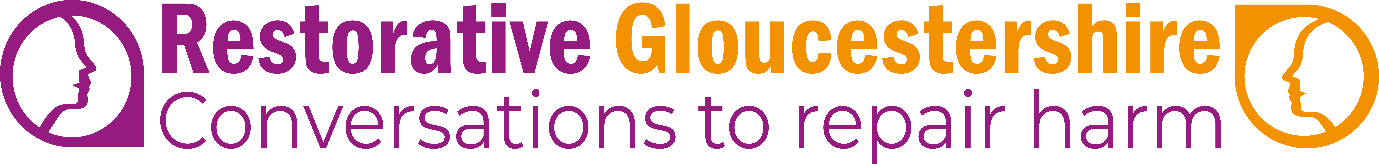 Restorative Gloucestershire
Conversations to repair harm